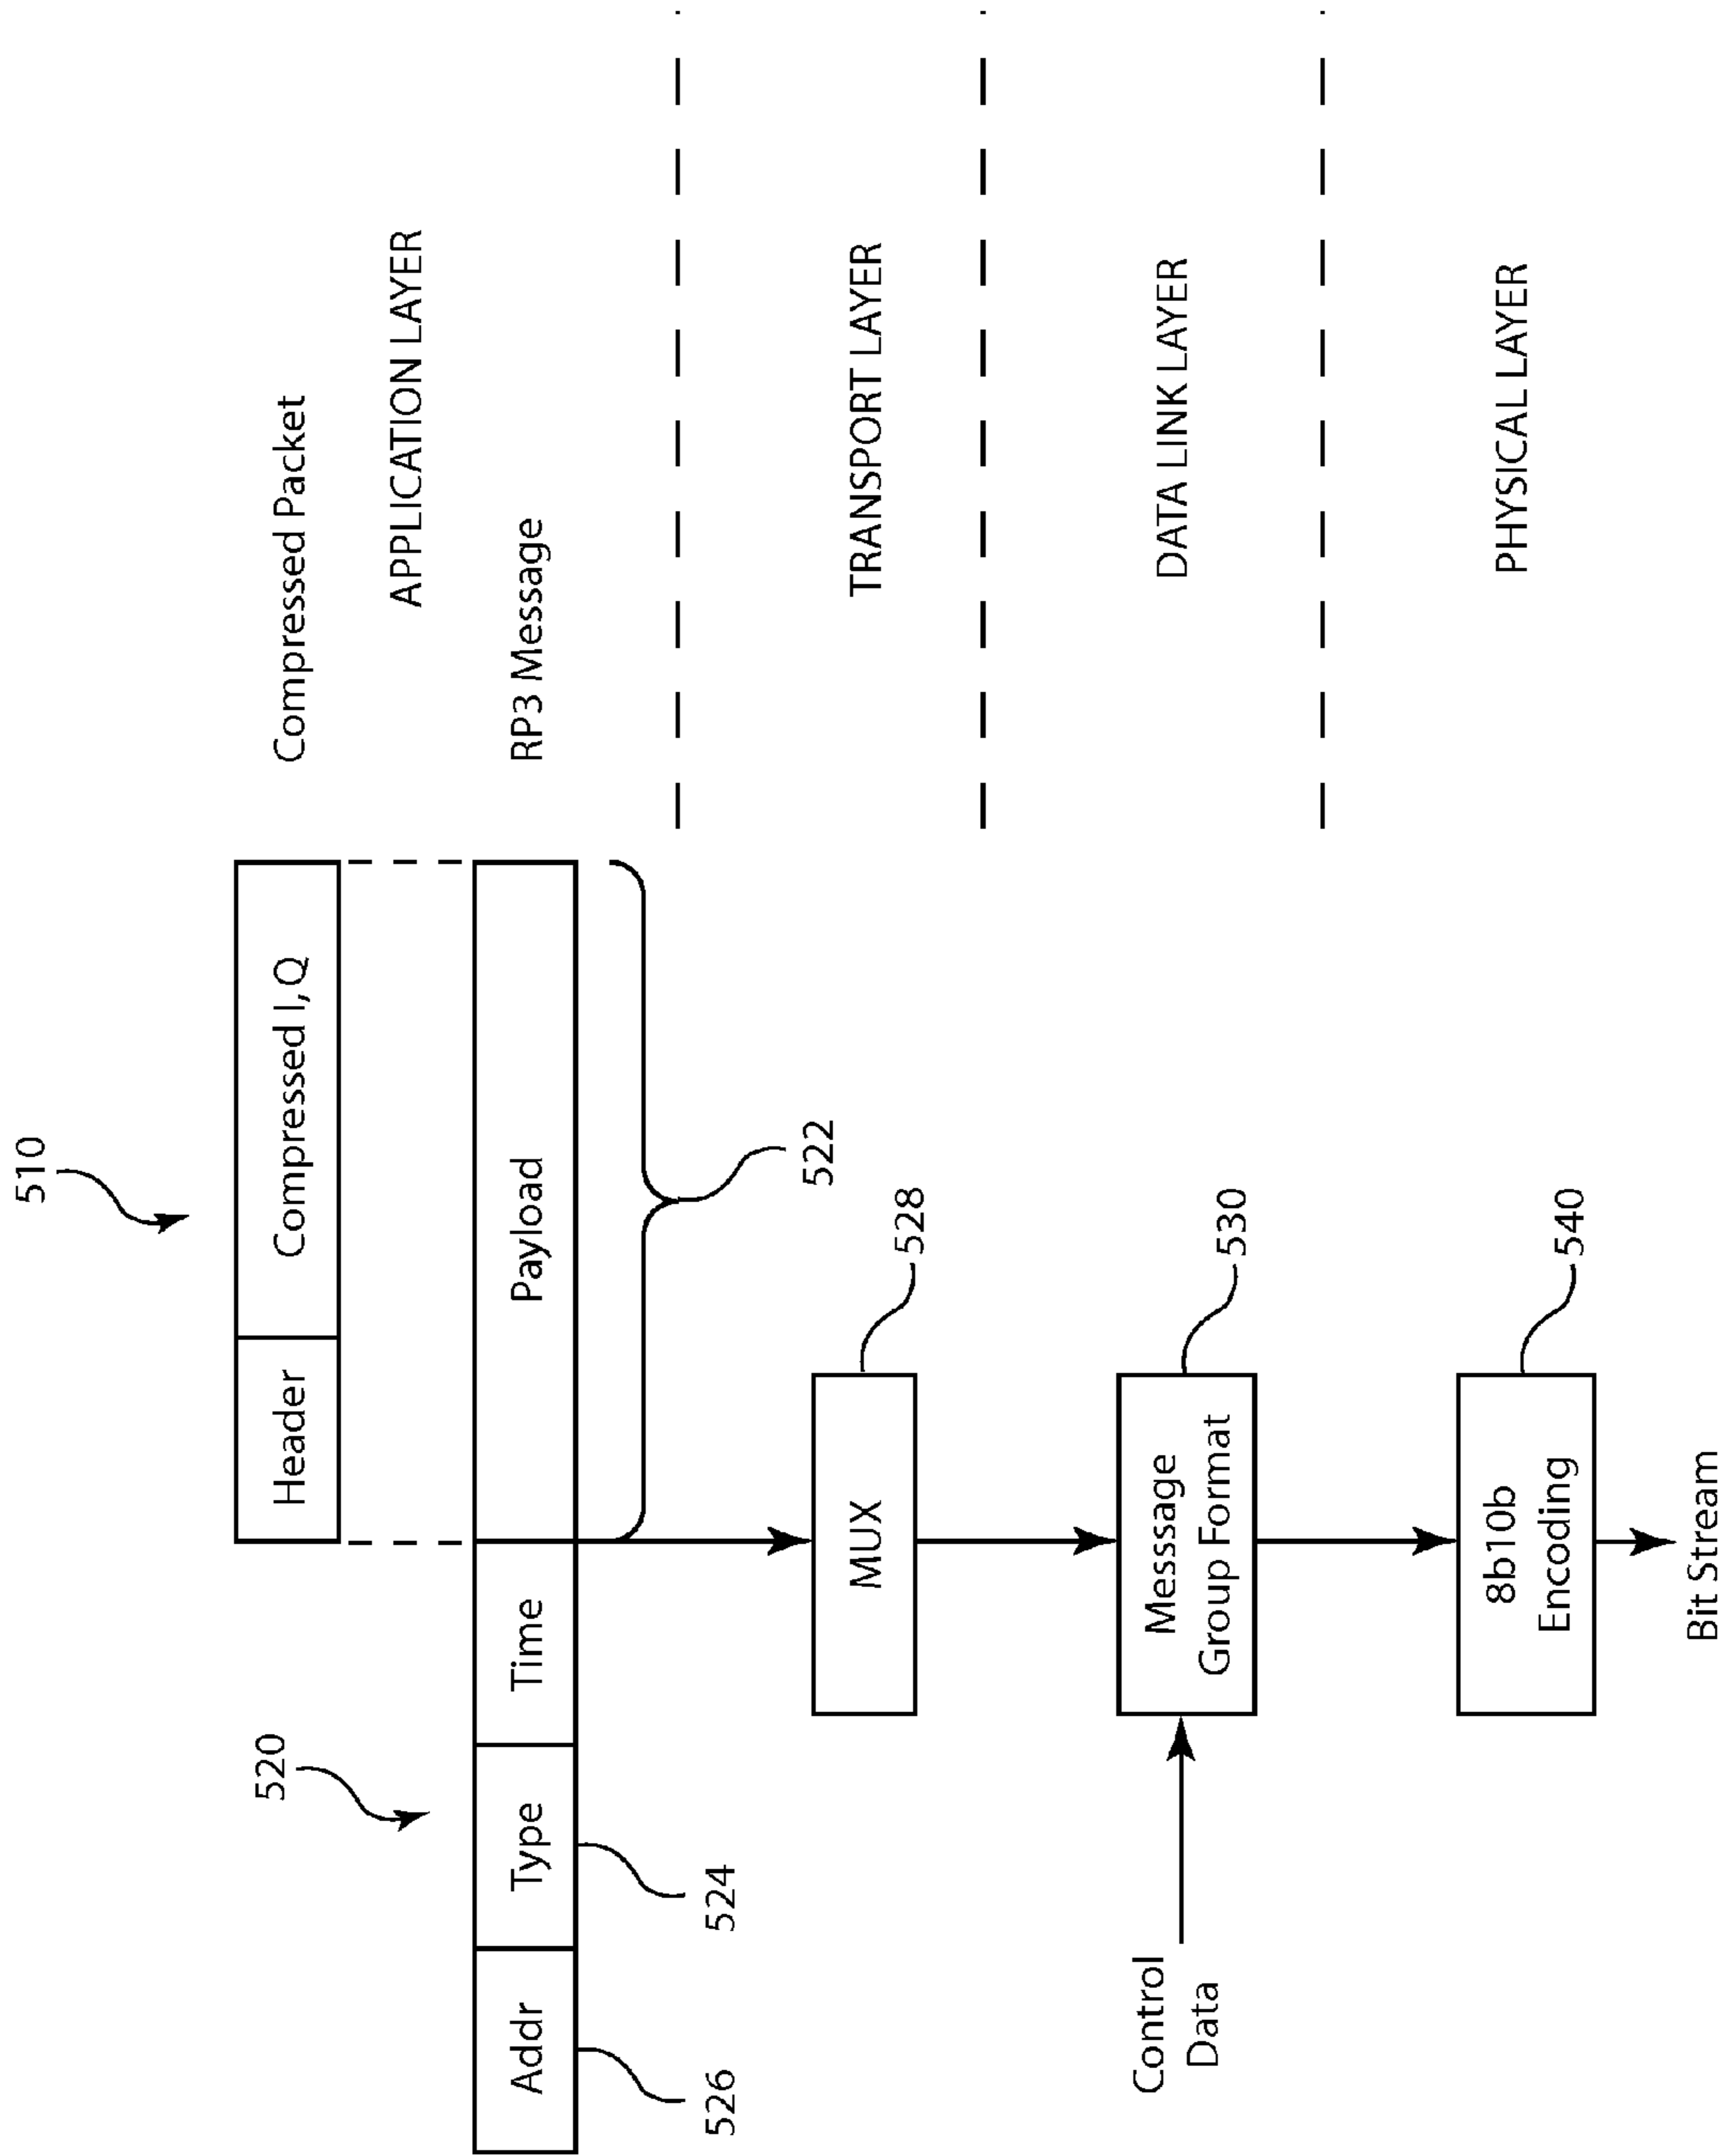 510
Header
Compressed I, Q
Compressed Packet
APPLICATION LAYER
520
Addr
Type
Time
Payload
RP3 Message
526
524
522
TRANSPORT LAYER
MUX
528
DATA LINK LAYER
Control
Data
Message
Group Format
530
PHYSICAL LAYER
8b10b
Encoding
540
Bit Stream